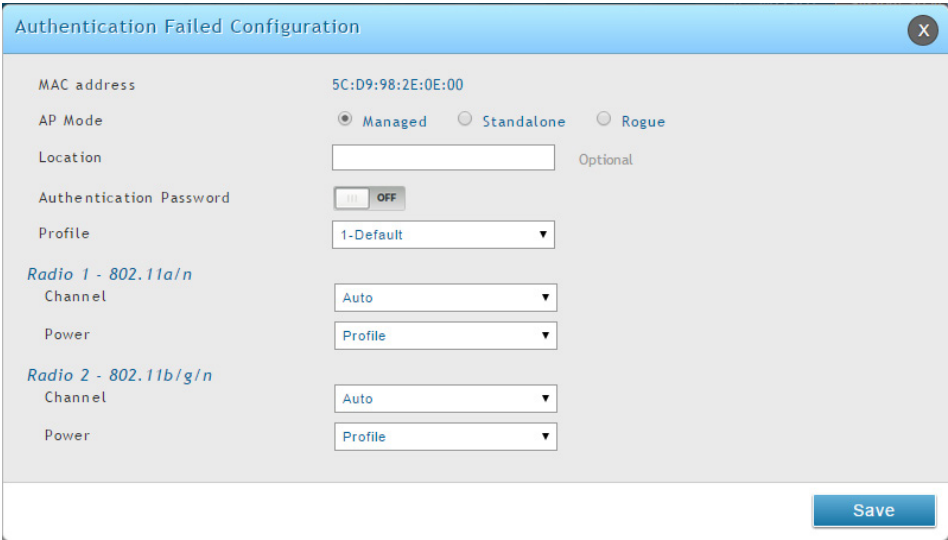 Authentication Failed Configuration
X
MAC address 5C:D9:98:2E:0E:00
AP Mode Managed Standalone Rogue
Location Optional
Authentication Password OFF
Profile 1-Default
Radio 1 - 802.11a/n
Channel Auto
Power Profile
Radio 2 - 802.11b/g/n
Channel Auto
Power Profile
Save